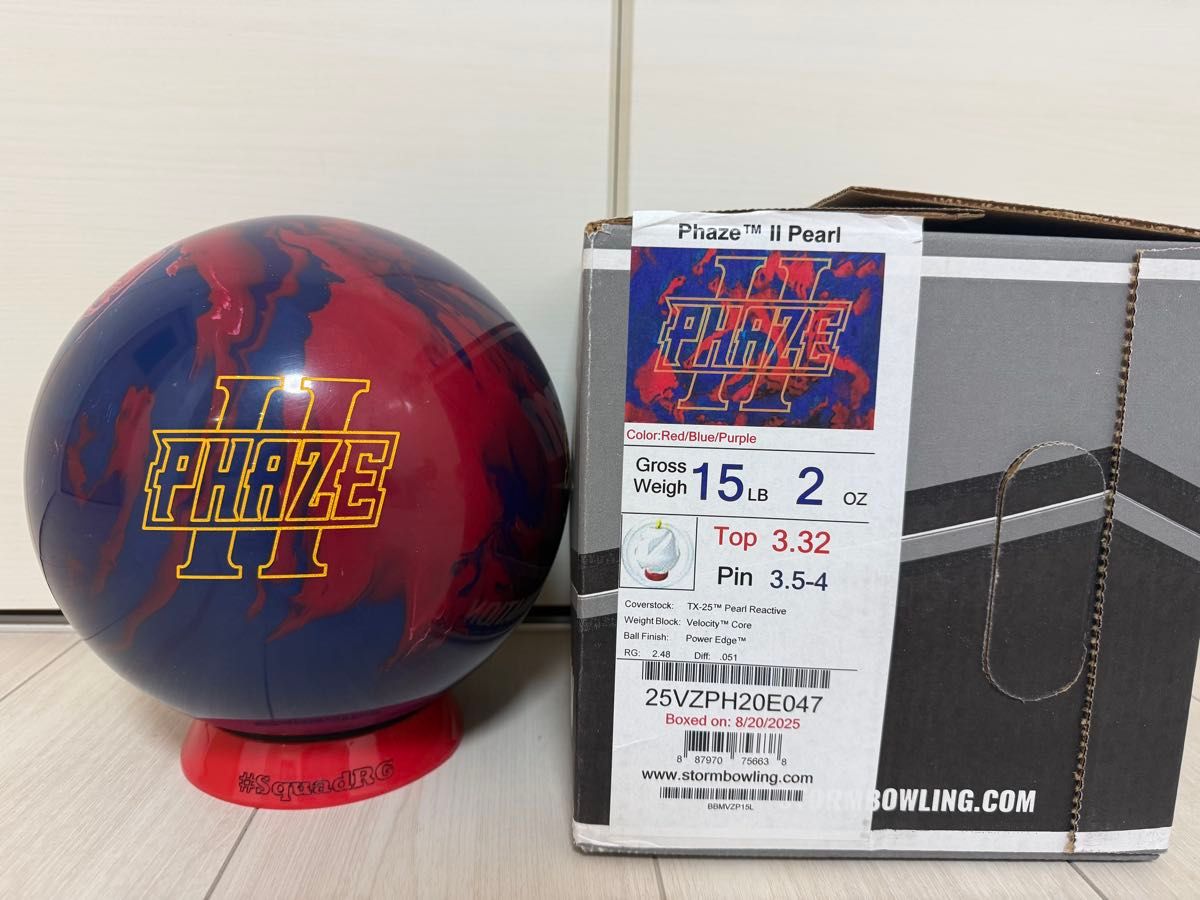 II
PHAZE
#SquadRG
Phaze™ II Pearl
II
PHAZE
Color:Red/Blue/Purple
Gross Weigh 15 LB 2 OZ
Top 3.32
Pin 3.5-4
Coverstock: TX-25™ Pearl Reactive
Weight Block: Velocity™ Core
Ball Finish: Power Edge™
RG: 2.48 Diff: .051
25VZPH20E047
Boxed on: 8/20/2025
8 87970 75663 8
www.stormbowling.com
BBMVZP15L
STORMBOWLING.COM